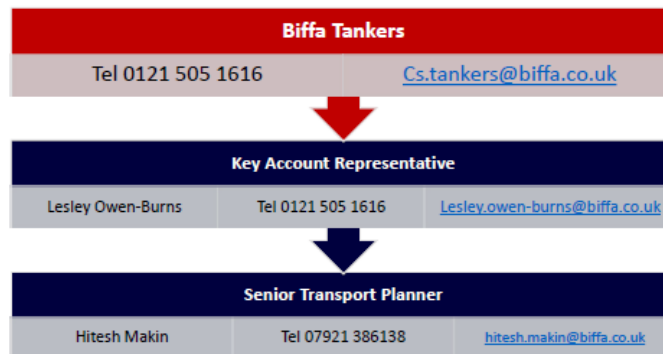 Biffa Tankers
Tel 0121 505 1616 Cs.tankers@biffa.co.uk
Key Account Representative
Lesley Owen-Burns Tel 0121 505 1616 Lesley.owen-burns@biffa.co.uk
Senior Transport Planner
Hitesh Makin Tel 07921 386138 hitesh.makin@biffa.co.uk